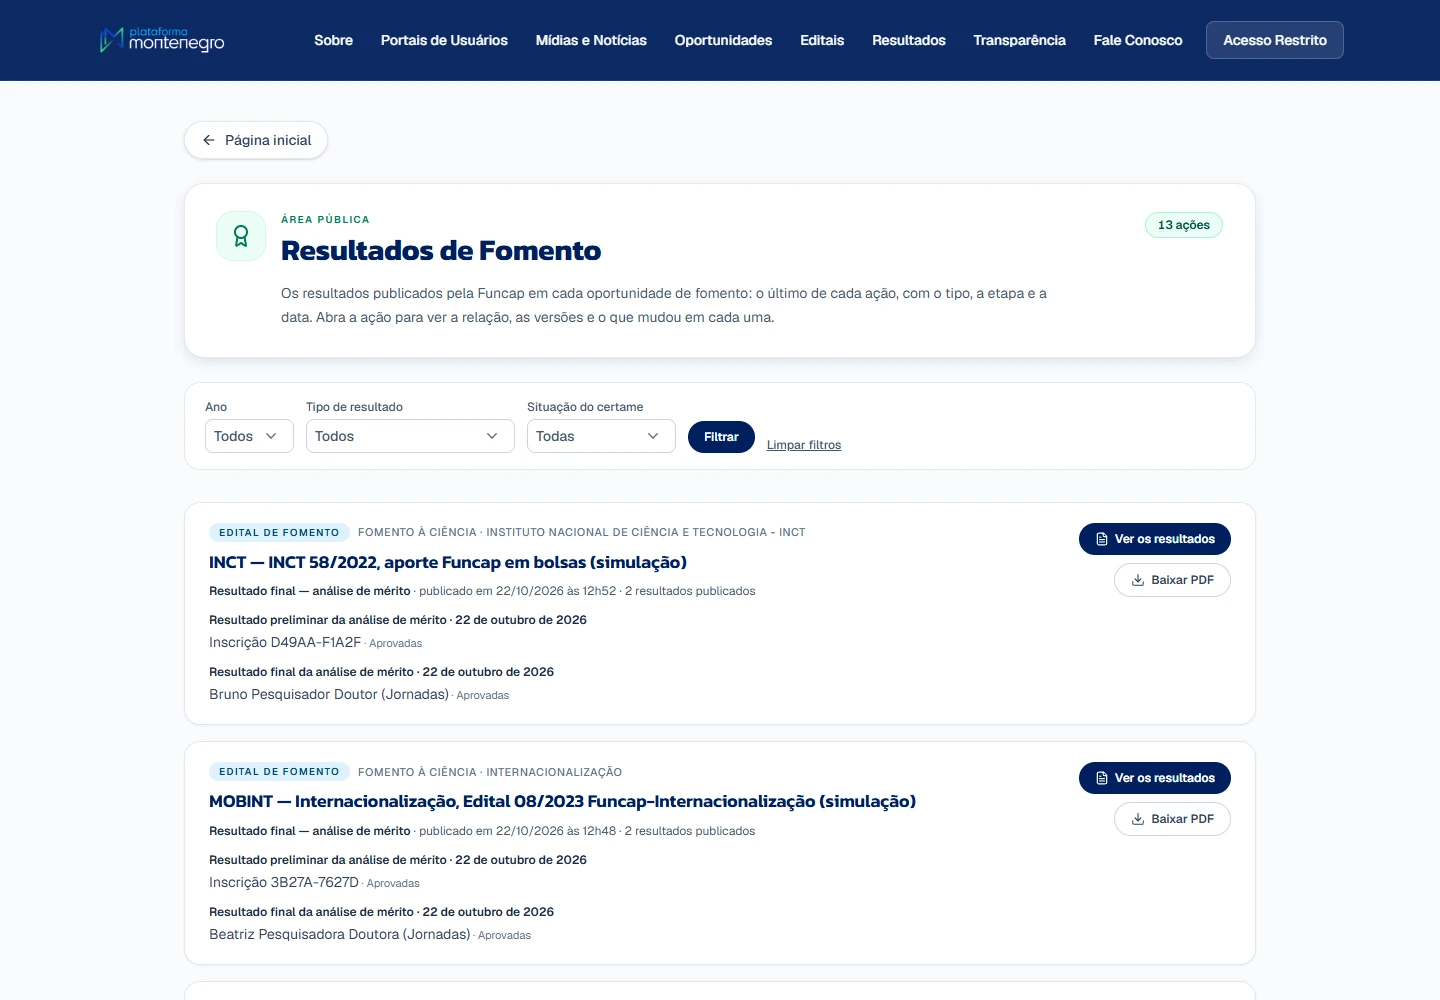 plataforma
montenegro
Sobre
Portais de Usuários
Mídias e Notícias
Oportunidades
Editais
Resultados
Transparência
Fale Conosco
Acesso Restrito
Página inicial
ÁREA PÚBLICA
13 ações
Resultados de Fomento
Os resultados publicados pela Funcap em cada oportunidade de fomento: o último de cada ação, com o tipo, a etapa e a
data. Abra a ação para ver a relação, as versões e o que mudou em cada uma.
Ano
Tipo de resultado
Situação do certame
Todos
Todos
Todas
Filtrar
Limpar filtros
EDITAL DE FOMENTO FOMENTO À CIÊNCIA · INSTITUTO NACIONAL DE CIÊNCIA E TECNOLOGIA - INCT
Ver os resultados
INCT — INCT 58/2022, aporte Funcap em bolsas (simulação)
Baixar PDF
Resultado final — análise de mérito · publicado em 22/10/2026 às 12h52 · 2 resultados publicados
Resultado preliminar da análise de mérito · 22 de outubro de 2026
Inscrição D49AA-F1A2F · Aprovadas
Resultado final da análise de mérito · 22 de outubro de 2026
Bruno Pesquisador Doutor (Jornadas) · Aprovadas
EDITAL DE FOMENTO FOMENTO À CIÊNCIA · INTERNACIONALIZAÇÃO
Ver os resultados
MOBINT — Internacionalização, Edital 08/2023 Funcap-Internacionalização (simulação)
Baixar PDF
Resultado final — análise de mérito · publicado em 22/10/2026 às 12h48 · 2 resultados publicados
Resultado preliminar da análise de mérito · 22 de outubro de 2026
Inscrição 3B27A-7627D · Aprovadas
Resultado final da análise de mérito · 22 de outubro de 2026
Beatriz Pesquisadora Doutora (Jornadas) · Aprovadas